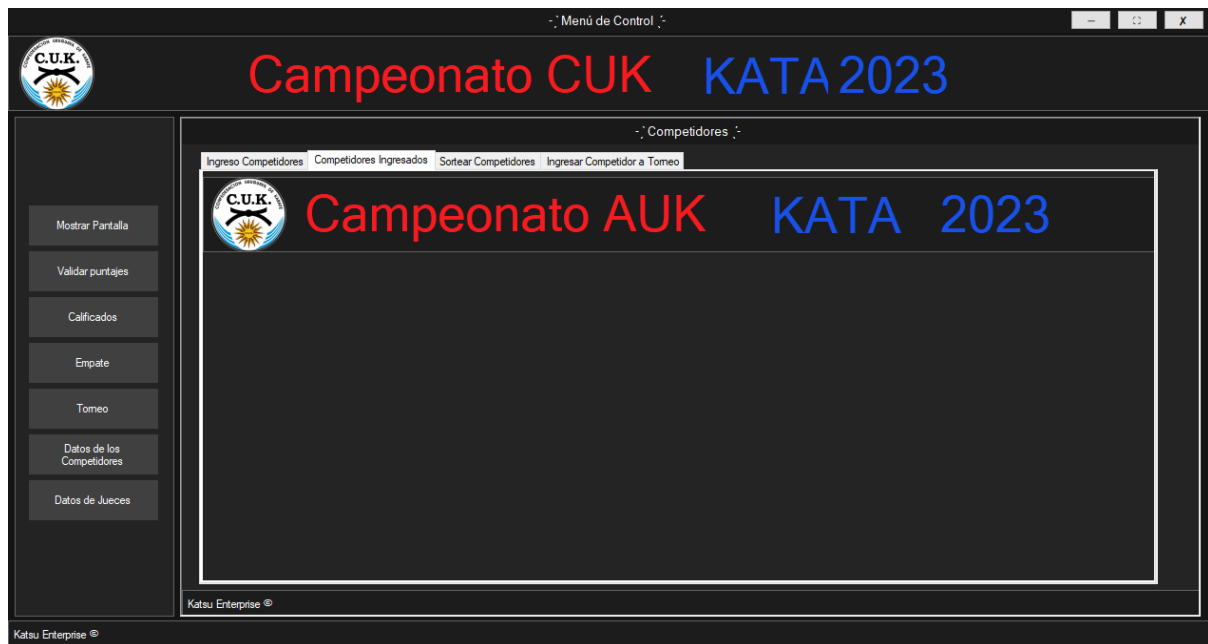 -:¨Menú de Control :-
– X
C.U.K.
Campeonato CUK KATA 2023
-:¨Competidores :-
Ingreso Competidores Competidores Ingresados Sortear Competidores Ingresar Competidor a Torneo
C.U.K.
Campeonato AUK KATA 2023
Mostrar Pantalla
Validar puntajes
Calificados
Empate
Torneo
Datos de los
Competidores
Datos de Jueces
Katsu Enterprise ©
Katsu Enterprise ©